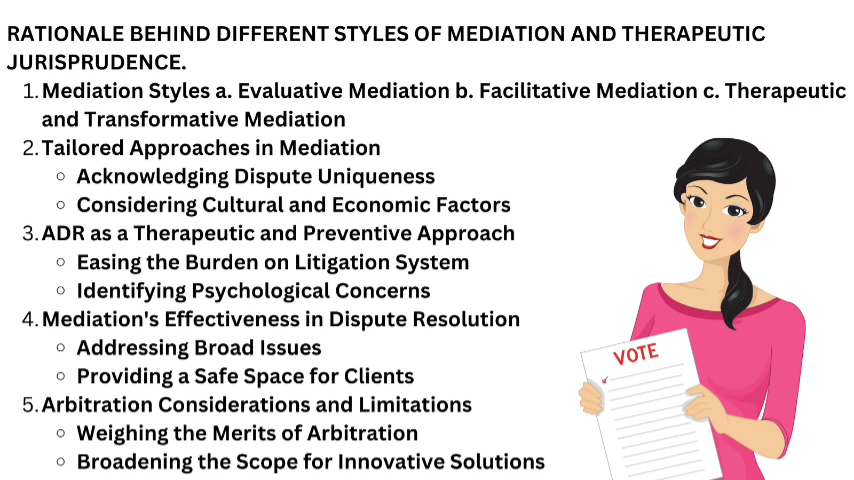 RATIONALE BEHIND DIFFERENT STYLES OF MEDIATION AND THERAPEUTIC
JURISPRUDENCE.
1. Mediation Styles a. Evaluative Mediation b. Facilitative Mediation c. Therapeutic
and Transformative Mediation
2. Tailored Approaches in Mediation
○ Acknowledging Dispute Uniqueness
○ Considering Cultural and Economic Factors
3. ADR as a Therapeutic and Preventive Approach
○ Easing the Burden on Litigation System
○ Identifying Psychological Concerns
4. Mediation's Effectiveness in Dispute Resolution
○ Addressing Broad Issues
○ Providing a Safe Space for Clients
5. Arbitration Considerations and Limitations
○ Weighing the Merits of Arbitration
○ Broadening the Scope for Innovative Solutions
VOTE